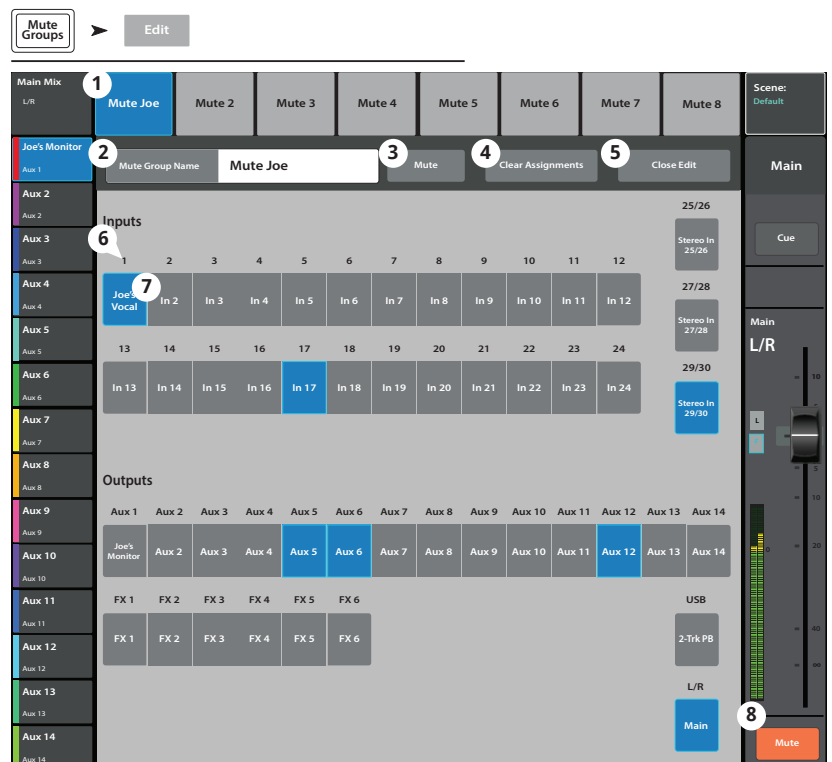 Mute Groups
Edit
Main Mix
L/R
1
Mute Joe
Mute 2
Mute 3
Mute 4
Mute 5
Mute 6
Mute 7
Mute 8
Scene:
Default
Joe's Monitor
Aux 1
2
Mute Group Name
Mute Joe
3
Mute
4
Clear Assignments
5
Close Edit
Main
Aux 2
Aux 2
Aux 3
Aux 3
Aux 4
Aux 4
Aux 5
Aux 5
Aux 6
Aux 6
Aux 7
Aux 7
Aux 8
Aux 8
Aux 9
Aux 9
Aux 10
Aux 10
Aux 11
Aux 11
Aux 12
Aux 12
Aux 13
Aux 13
Aux 14
Aux 14
Inputs
6
1 2 3 4 5 6 7 8 9 10 11 12
Joe's Vocal
7
In 2 In 3 In 4 In 5 In 6 In 7 In 8 In 9 In 10 In 11 In 12
13 14 15 16 17 18 19 20 21 22 23 24
In 13 In 14 In 15 In 16 In 17 In 18 In 19 In 20 In 21 In 22 In 23 In 24
25/26
Stereo In
25/26
27/28
Stereo In
27/28
29/30
Stereo In
29/30
Outputs
Aux 1 Aux 2 Aux 3 Aux 4 Aux 5 Aux 6 Aux 7 Aux 8 Aux 9 Aux 10 Aux 11 Aux 12 Aux 13 Aux 14
Joe's Monitor
Aux 2 Aux 3 Aux 4 Aux 5 Aux 6 Aux 7 Aux 8 Aux 9 Aux 10 Aux 11 Aux 12 Aux 13 Aux 14
FX 1 FX 2 FX 3 FX 4 FX 5 FX 6
FX 1 FX 2 FX 3 FX 4 FX 5 FX 6
USB
2-Trk PB
L/R
Main
Cue
Main
L/R
10
L
5
10
20
40
∞
8
Mute